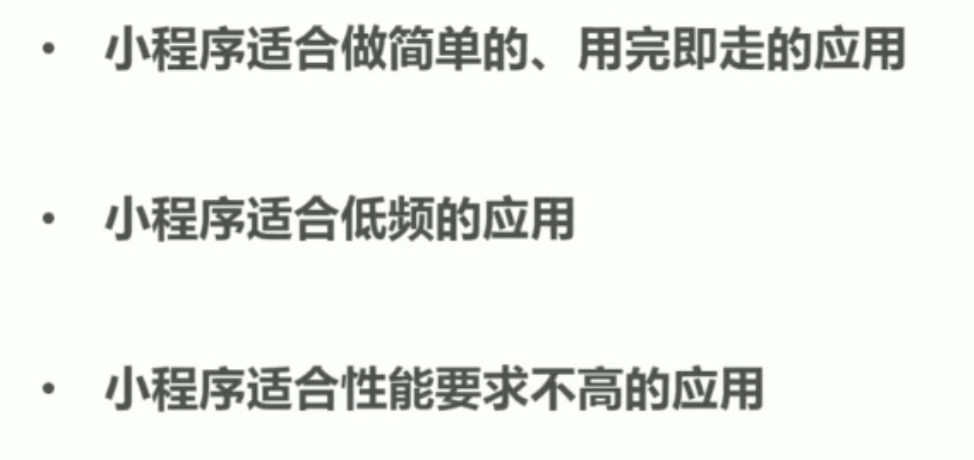 • 小程序适合做简单的、用完即走的应用
• 小程序适合低频的应用
• 小程序适合性能要求不高的应用